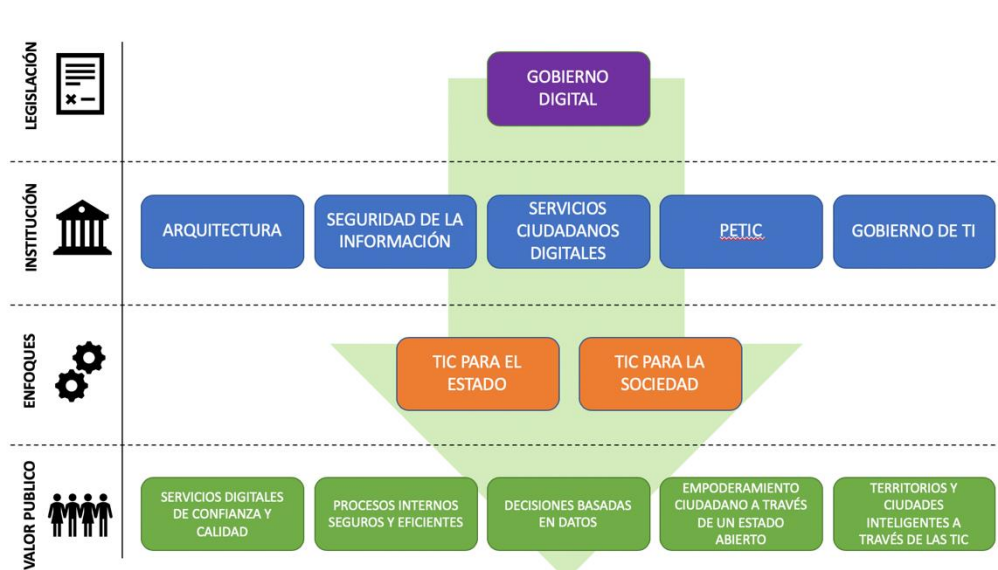 LEGISLACIÓN
GOBIERNO
DIGITAL
INSTITUCIÓN
ARQUITECTURA
SEGURIDAD DE LA
INFORMACIÓN
SERVICIOS
CIUDADANOS
DIGITALES
PETIC
GOBIERNO DE TI
ENFOQUES
TIC PARA EL
ESTADO
TIC PARA LA
SOCIEDAD
VALOR PUBLICO
SERVICIOS DIGITALES
DE CONFIANZA Y
CALIDAD
PROCESOS INTERNOS
SEGUROS Y EFICIENTES
DECISIONES BASADAS
EN DATOS
EMPODERAMIENTO
CIUDADANO A TRAVÉS
DE UN ESTADO
ABIERTO
TERRITORIOS Y
CIUDADES
INTELIGENTES A
TRAVÉS DE LAS TIC